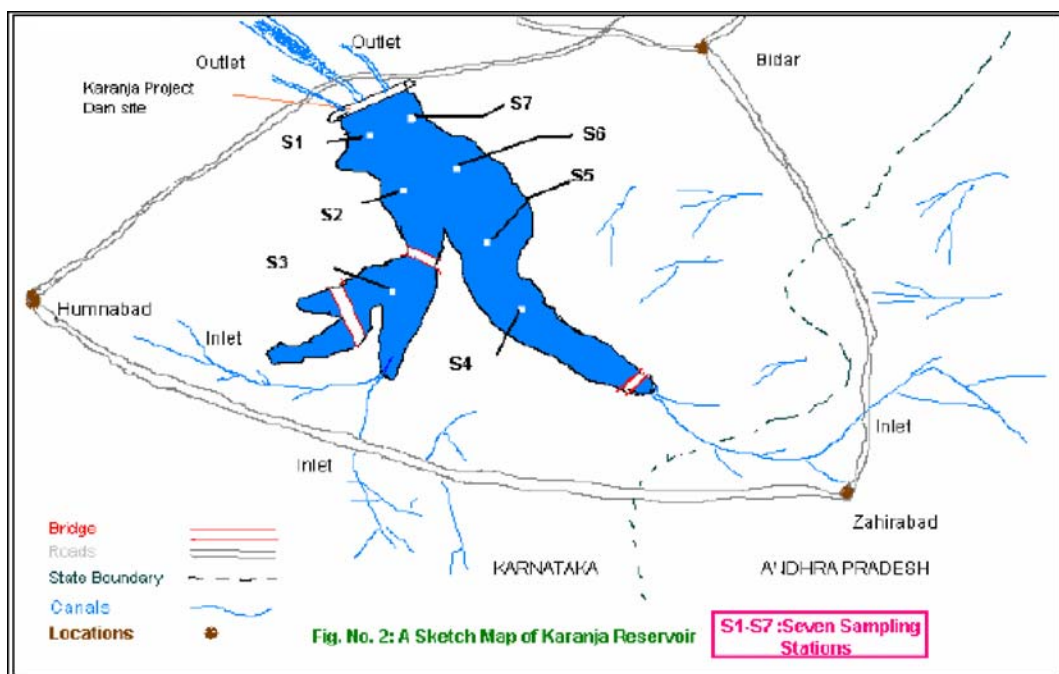 Outlet
Outlet
Bidar
Karanja Project
Dam site
S7
S1
S6
S5
S2
S3
Humnabad
Inlet
S4
Inlet
Inlet
Zahirabad
Bridge
Roads
State Boundary
Canals
Locations
KARNATAKA
ANDHRA PRADESH
Fig. No. 2: A Sketch Map of Karanja Reservoir
S1-S7 :Seven Sampling
Stations